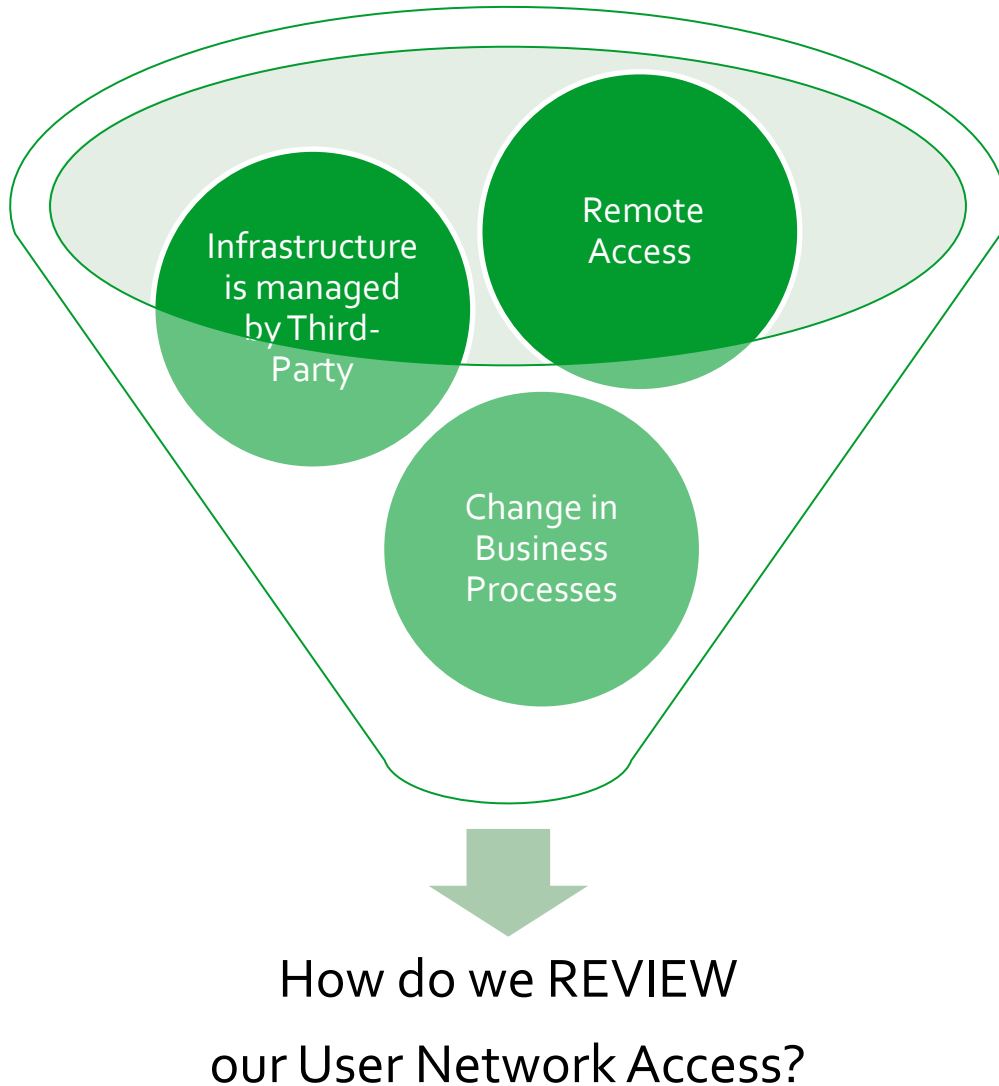 Remote
Access
Infrastructure
is managed
by Third-
Party
Change in
Business
Processes
How do we REVIEW
our User Network Access?